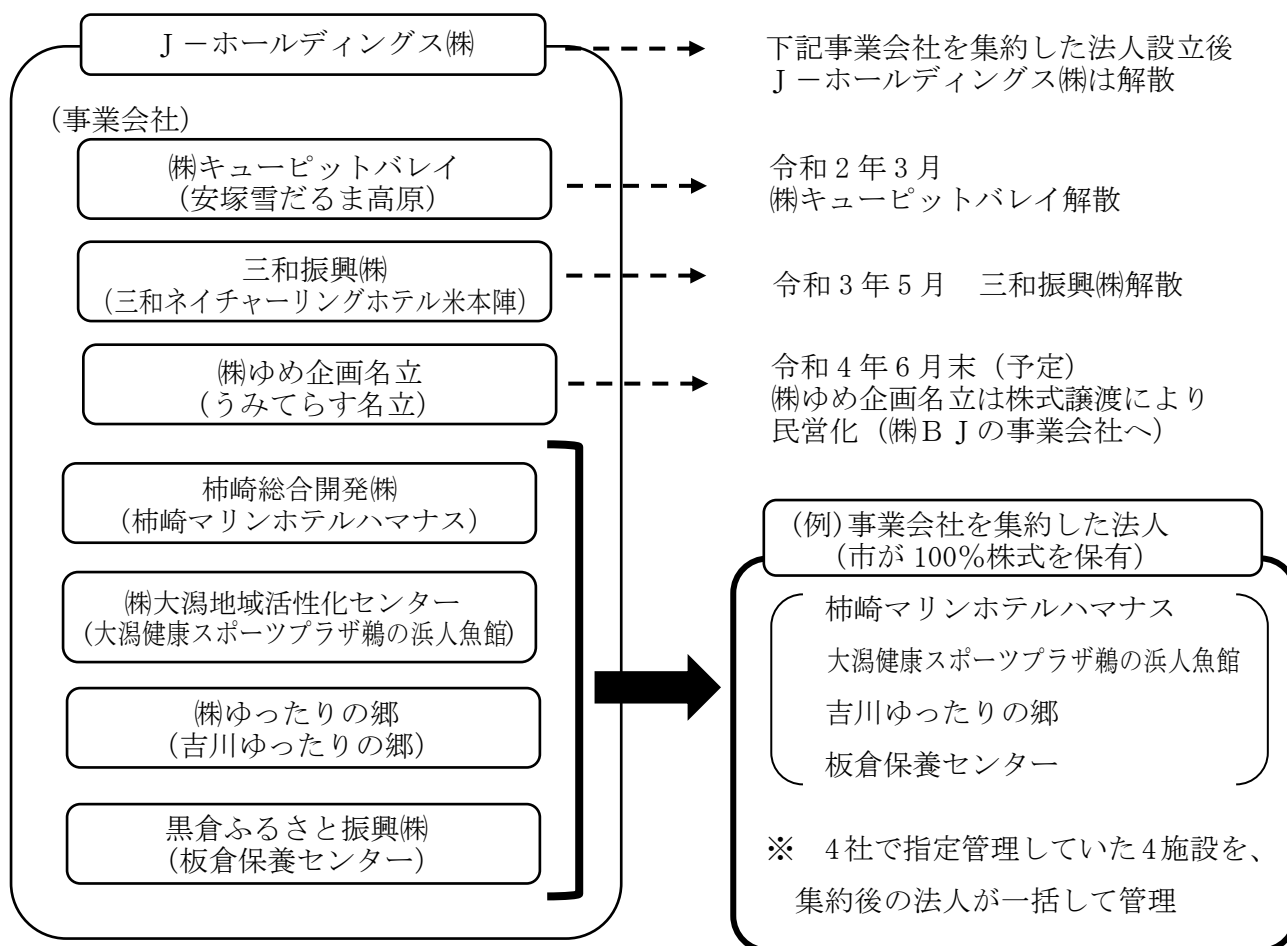 J－ホールディングス㈱
下記事業会社を集約した法人設立後
J－ホールディングス㈱は解散
(事業会社)
㈱キューピットバレイ
(安塚雪だるま高原)
令和2年3月
㈱キューピットバレイ解散
三和振興㈱
(三和ネイチャーリングホテル米本陣)
令和3年5月　三和振興㈱解散
㈱ゆめ企画名立
(うみてらす名立)
令和4年6月末（予定）
㈱ゆめ企画名立は株式譲渡により
民営化（㈱BJの事業会社へ）
柿崎総合開発㈱
(柿崎マリンホテルハマナス)
㈱大潟地域活性化センター
(大潟健康スポーツプラザ鵜の浜人魚館)
㈱ゆったりの郷
(吉川ゆったりの郷)
黒倉ふるさと振興㈱
(板倉保養センター)
(例)事業会社を集約した法人
(市が100％株式を保有)
柿崎マリンホテルハマナス
大潟健康スポーツプラザ鵜の浜人魚館
吉川ゆったりの郷
板倉保養センター
※　4社で指定管理していた4施設を、
集約後の法人が一括して管理